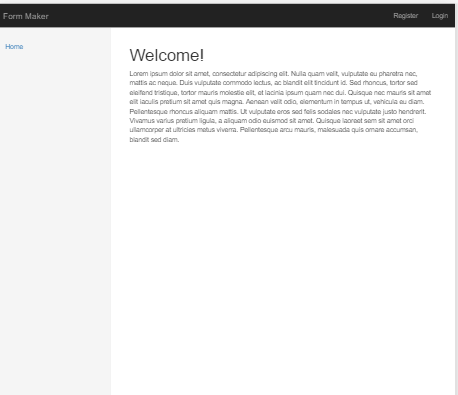 Form Maker
Register Login
Home
Welcome!
Lorem ipsum dolor sit amet, consectetur adipiscing elit. Nulla quam velit, vulputate eu pharetra nec,
mattis ac neque. Duis vulputate commodo lectus, ac blandit elit tincidunt id. Sed rhoncus, tortor sed
eleifend tristique, tortor mauris molestie elit, et lacinia ipsum quam nec dui. Quisque nec mauris sit amet
elit iaculis pretium sit amet quis magna. Aenean velit odio, elementum in tempus ut, vehicula eu diam.
Pellentesque rhoncus aliquam mattis. Ut vulputate eros sed felis sodales nec vulputate justo hendrerit.
Vivamus varius pretium ligula, a aliquam odio euismod sit amet. Quisque laoreet sem sit amet orci
ullamcorper at ultricies metus viverra. Pellentesque arcu mauris, malesuada quis ornare accumsan,
blandit sed diam.